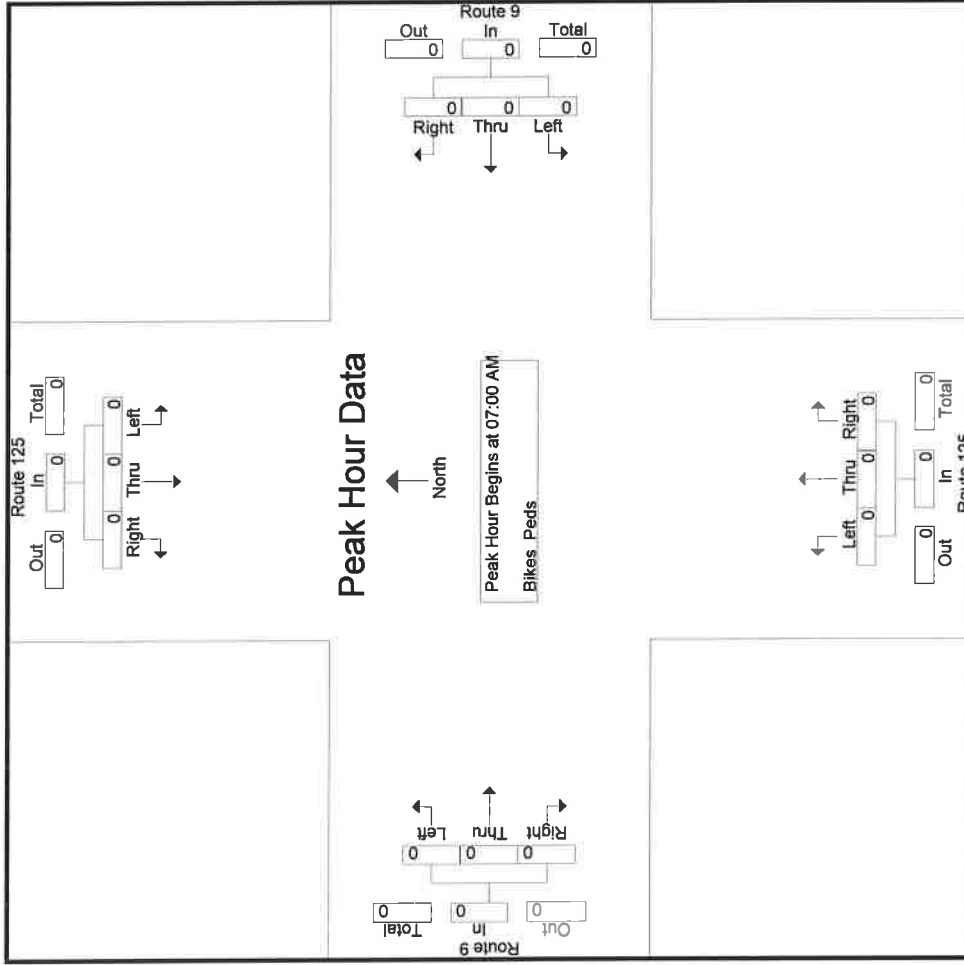 Route 9
Out In Total
0 0 0
0 0 0
Right Thru Left
Route 125
Out In Total
0 0 0
0 0 0
Right Thru Left
Peak Hour Data
North
Peak Hour Begins at 07:00 AM
Bikes Peds
Left Thru Right
0 0 0
Total In Out
0 0 0
Route 9
Left Thru Right
0 0 0
0 0 0
Out In Total
Route 125